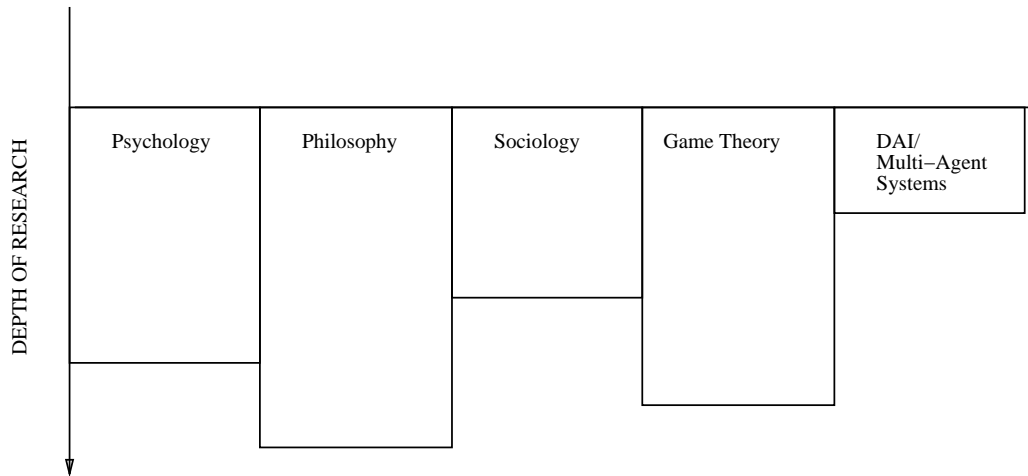 DEPTH OF RESEARCH
Psychology
Philosophy
Sociology
Game Theory
DAI/
Multi−Agent
Systems